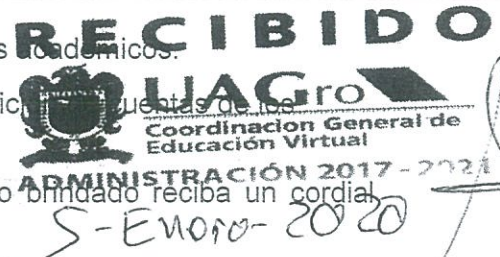 RECIBIDO
s académicos.
UAGro
cuentas de los
Coordinacion General de
Educación Virtual
ADMINISTRACIÓN 2017-2021
o brindado reciba un cordial
5-Enero-2020